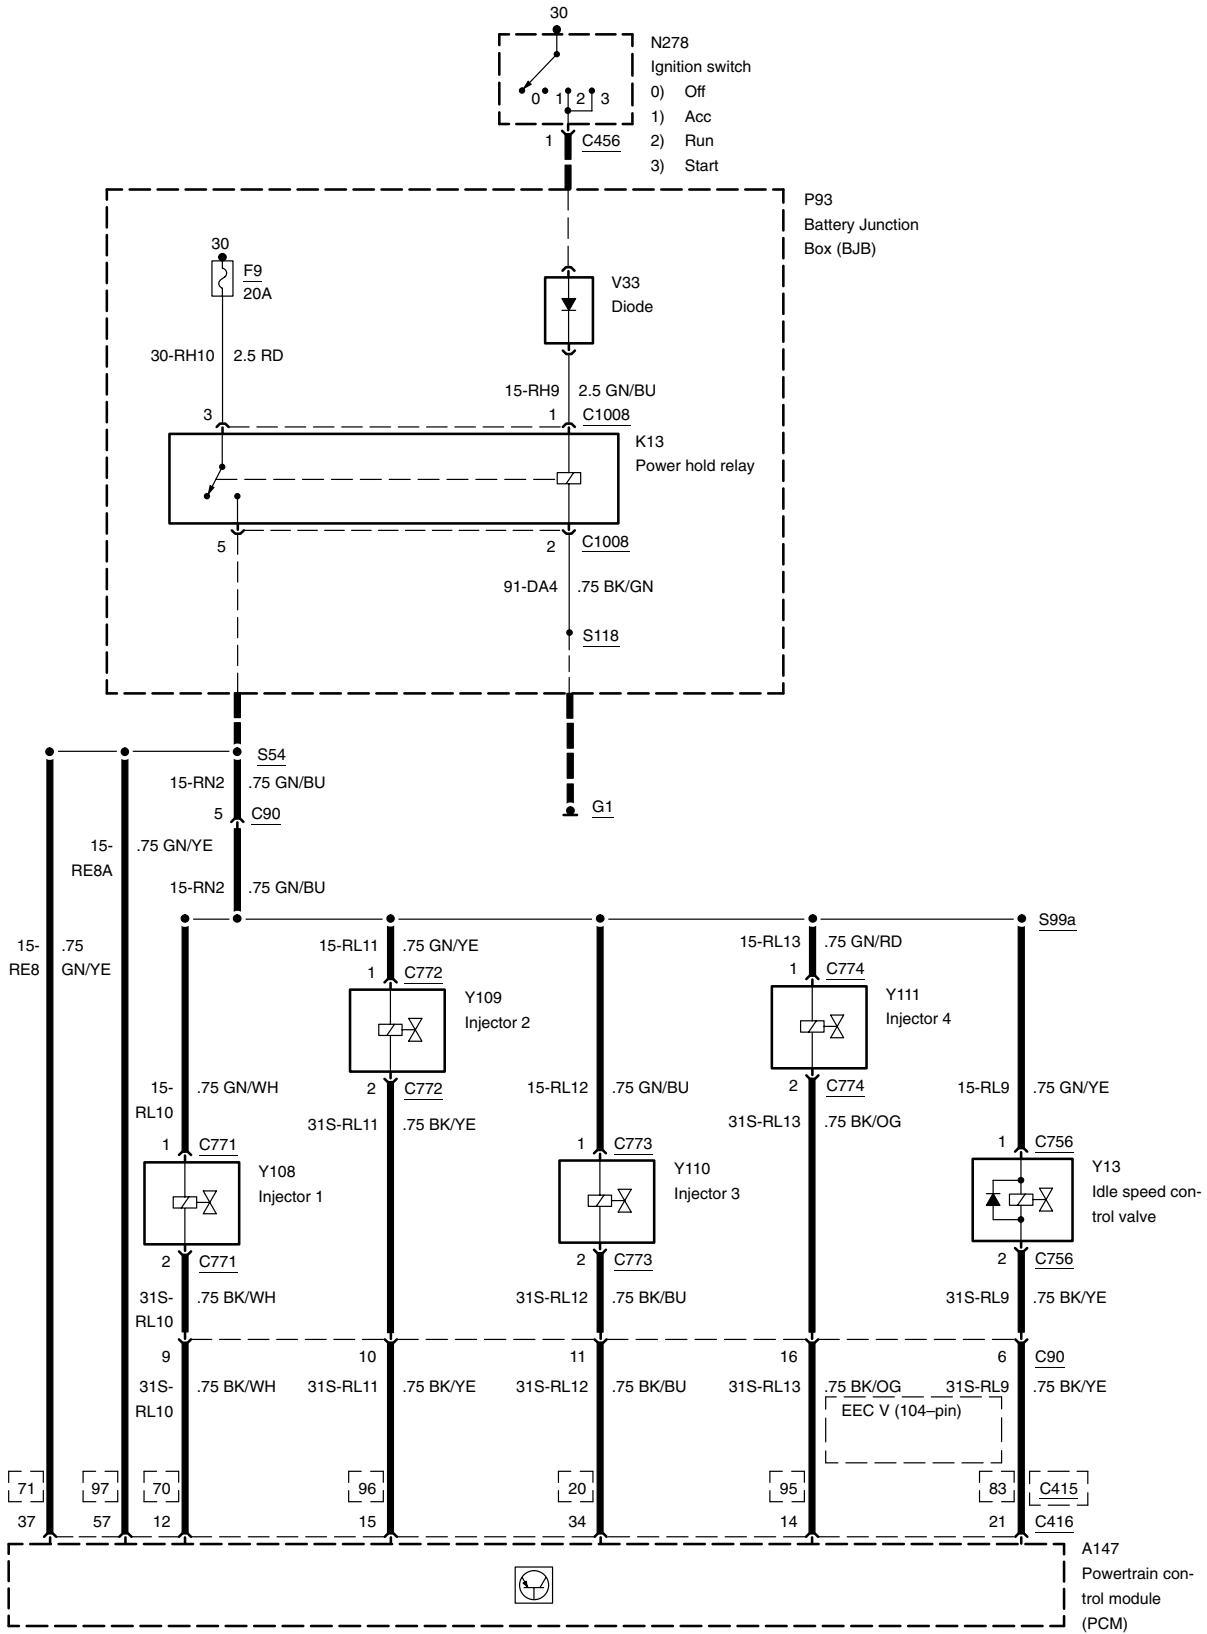 30
N278
Ignition switch
0) Off
1) Acc
2) Run
3) Start
0 1 2 3
1 C456
P93
Battery Junction
Box (BJB)
30
F9
20A
V33
Diode
30-RH10 2.5 RD
15-RH9 2.5 GN/BU
3 1 C1008
K13
Power hold relay
5 2 C1008
91-DA4 .75 BK/GN
S118
S54
15-RN2 .75 GN/BU
5 C90
G1
15- .75 GN/YE
RE8A
15-RN2 .75 GN/BU
S99a
15- .75
RE8 GN/YE
15-RL11 .75 GN/YE
15-RL13 .75 GN/RD
1 C772
1 C774
Y109
Injector 2
Y111
Injector 4
2 C772
2 C774
15- .75 GN/WH
RL10
15-RL12 .75 GN/BU
15-RL9 .75 GN/YE
31S-RL11 .75 BK/YE
31S-RL13 .75 BK/OG
1 C771
1 C773
1 C756
Y108
Injector 1
Y110
Injector 3
Y13
Idle speed con-
trol valve
2 C771
2 C773
2 C756
31S- .75 BK/WH
RL10
31S-RL12 .75 BK/BU
31S-RL9 .75 BK/YE
9 10 11 16 6 C90
31S- .75 BK/WH
RL10
31S-RL11 .75 BK/YE
31S-RL12 .75 BK/BU
31S-RL13 .75 BK/OG
31S-RL9 .75 BK/YE
EEC V (104–pin)
71 97 70 96 20 95 83 C415
37 57 12 15 34 14 21 C416
A147
Powertrain con-
trol module
(PCM)